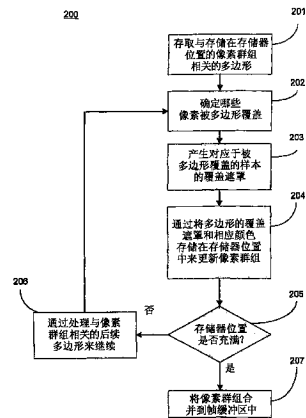 200
201
存取与存储在存储器
位置的像素群组
相关的多边形
202
确定哪些
像素被多边形覆盖
203
产生对应于被
多边形覆盖的样本
的覆盖遮罩
204
通过将多边形的覆盖
遮罩和相应颜色
存储在存储器位置
中来更新像素群组
205
存储器位置
是否充满?
否
206
通过处理与像素
群组相关的后续
多边形来继续
是
207
将像素群组合
并到帧缓冲区中